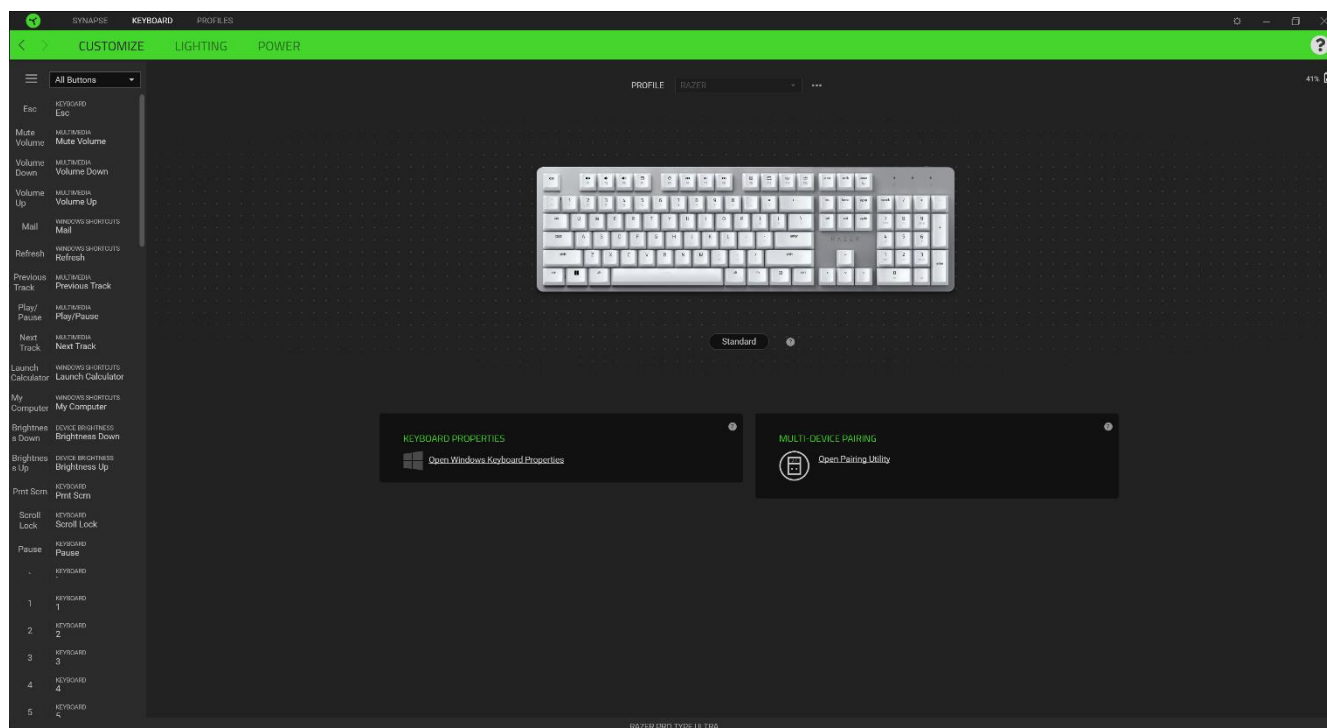 SYNAPSE KEYBOARD PROFILES
CUSTOMIZE LIGHTING POWER
?
All Buttons
PROFILE RAZER •••
41%
Esc KEYBOARD
Esc
Mute Volume MULTIMEDIA
Mute Volume
Volume Down MULTIMEDIA
Volume Down
Volume Up MULTIMEDIA
Volume Up
Mail WINDOWS SHORTCUTS
Mail
Refresh WINDOWS SHORTCUTS
Refresh
Previous Track MULTIMEDIA
Previous Track
Play/ Pause MULTIMEDIA
Play/Pause
Next Track MULTIMEDIA
Next Track
Launch Calculator WINDOWS SHORTCUTS
Launch Calculator
My Computer WINDOWS SHORTCUTS
My Computer
Brightnes s Down DEVICE BRIGHTNESS
Brightness Down
Brightnes s Up DEVICE BRIGHTNESS
Brightness Up
Prnt Scrn KEYBOARD
Prnt Scrn
Scroll Lock KEYBOARD
Scroll Lock
Pause KEYBOARD
Pause
` KEYBOARD
`
1 KEYBOARD
1
2 KEYBOARD
2
3 KEYBOARD
3
4 KEYBOARD
4
5 KEYBOARD
5
RAZER
Standard ?
KEYBOARD PROPERTIES ?
Open Windows Keyboard Properties
MULTI-DEVICE PAIRING ?
Open Pairing Utility
RAZER PRO TYPE ULTRA